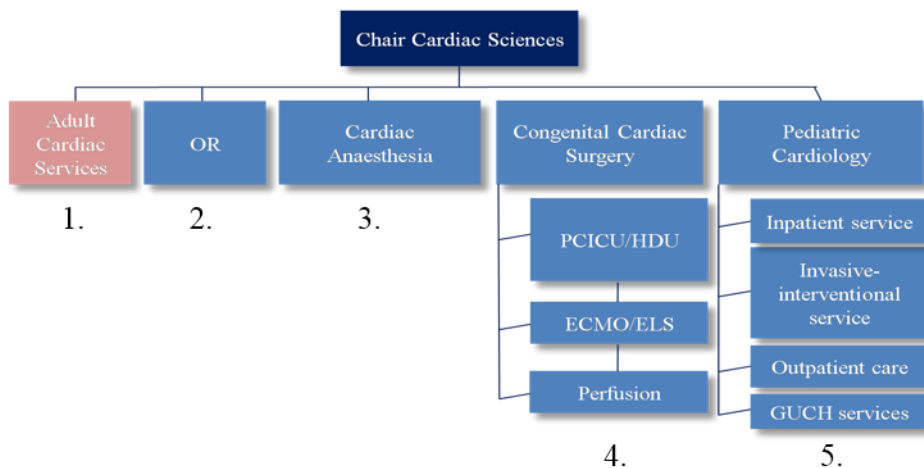 Chair Cardiac Sciences
Adult
Cardiac
Services
OR
Cardiac
Anaesthesia
Congenital Cardiac
Surgery
Pediatric
Cardiology
1.
2.
3.
PCICU/HDU
ECMO/ELS
Perfusion
4.
Inpatient service
Invasive-
interventional
service
Outpatient care
GUCH services
5.